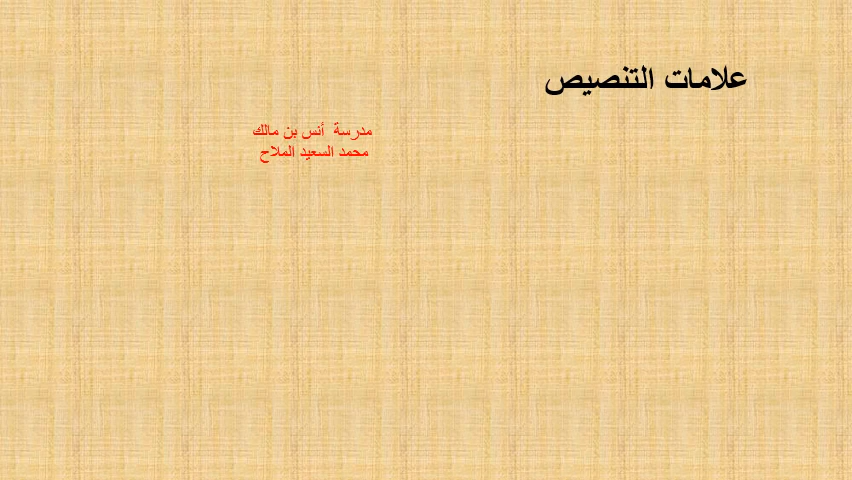 علامات التنصيص
مدرسة أنس بن مالك
محمد السعيد الملاح